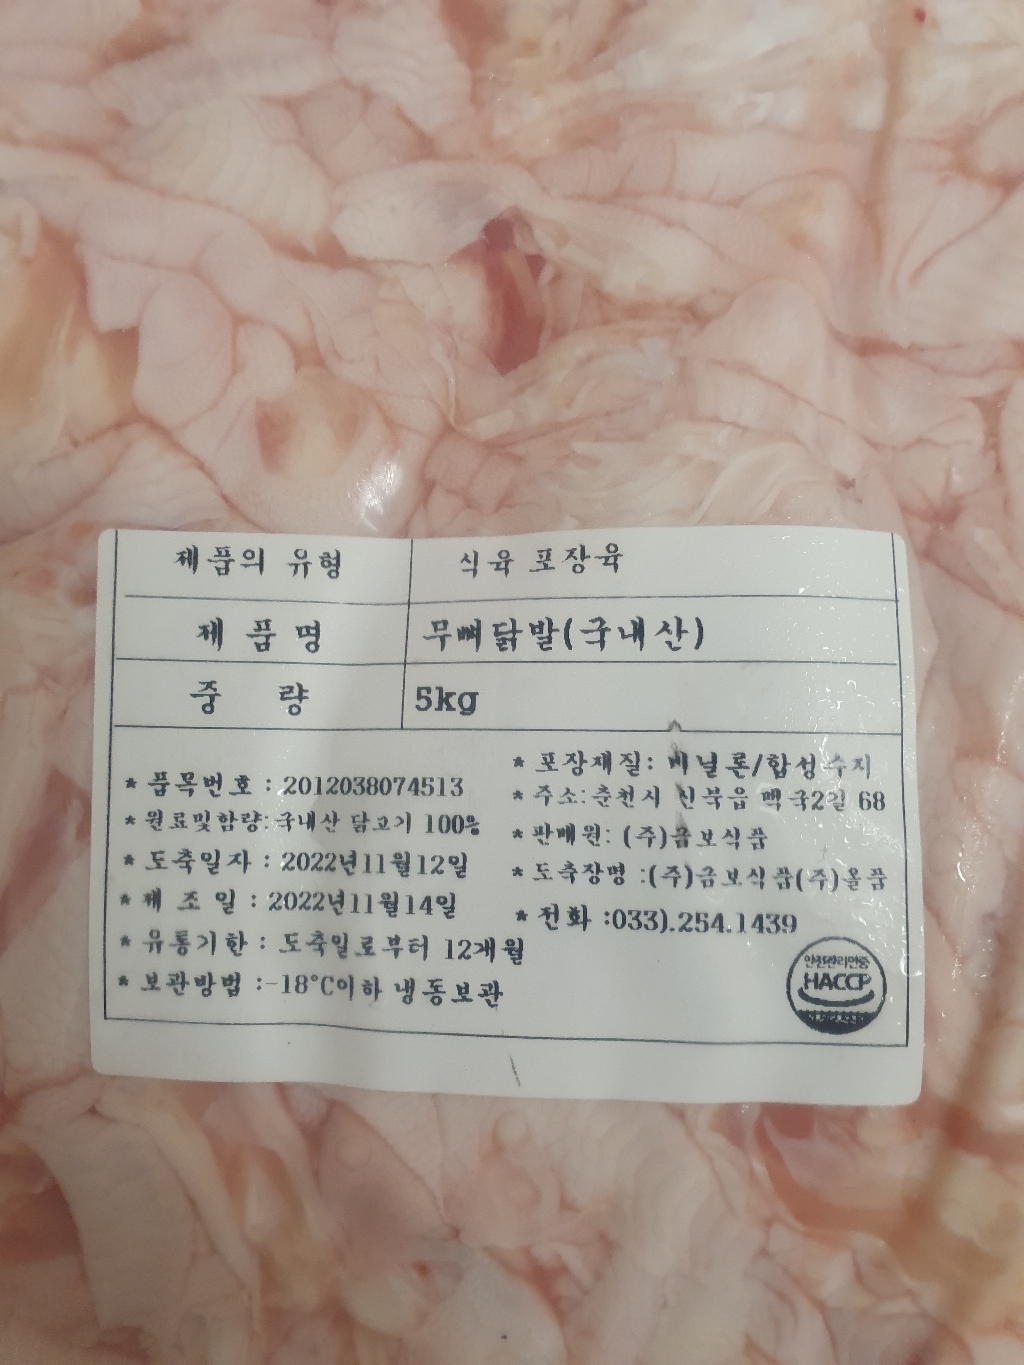 제품의 유형 식육 포장육
제 품 명 무뼈닭발(국내산)
중 량 5kg
* 품목번호 : 2012038074513
* 원료및함량: 국내산 닭고기 100%
* 도축일자 : 2022년11월12일
* 제 조 일 : 2022년11월14일
* 유통기한 : 도축일로부터 12개월
* 보관방법 :-18°C이하 냉동보관
* 포장재질: 비닐론/합성수지
* 주소:춘천시 신북읍 맥국2길 68
* 판매원: (주)금보식품
* 도축장명 :(주)금보식품(주)올품
* 전화 :033).254.1439
안전관리인증
HACCP